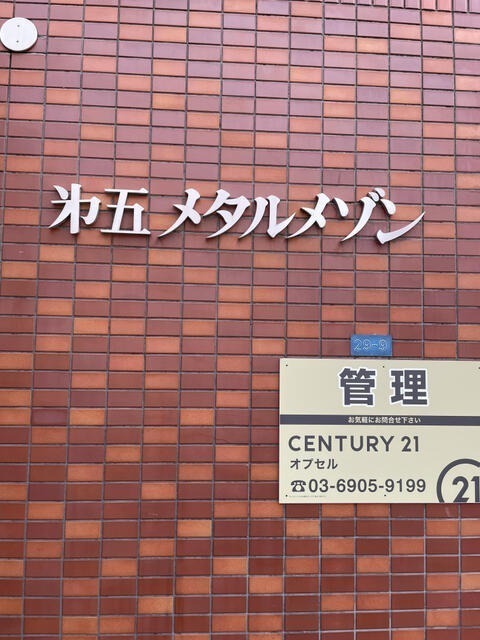 㐧五メタルメゾン
29-9
管理
お気軽にお問合せ下さい
CENTURY 21
オプセル
☎03-6905-9199
21